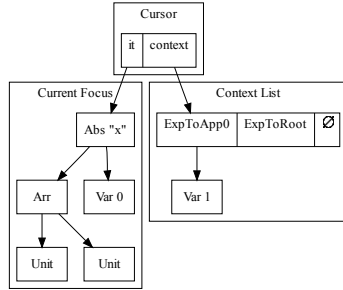 Cursor
it context
Current Focus
Context List
Abs "x"
ExpToApp0 ExpToRoot ∅
Arr Var 0
Var 1
Unit Unit